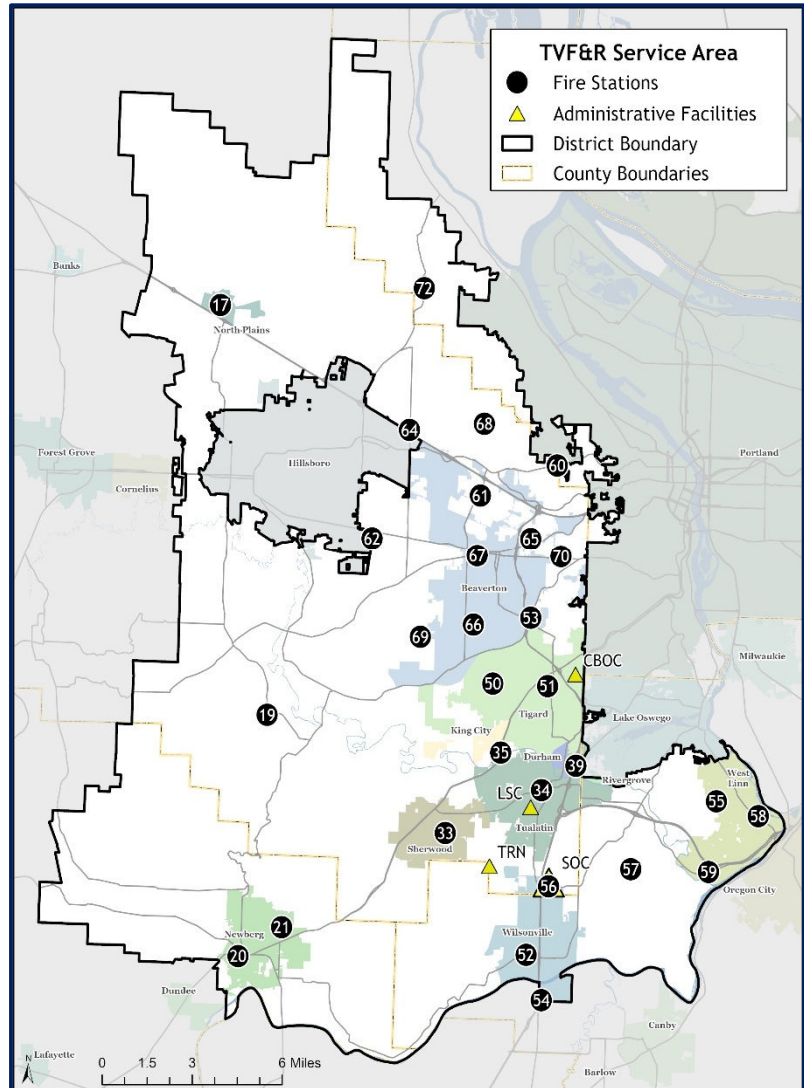 TVF&R Service Area
Fire Stations
Administrative Facilities
District Boundary
County Boundaries
Banks
17
North Plains
72
64
68
Forest Grove
Cornelius
Hillsboro
60
Portland
61
62
67
65
70
Beaverton
69
66
53
CBOC
Milwaukie
50
51
19
Tigard
Lake Oswego
King City
35
Durham
39
Rivergrove
West
Linn
LSC
34
55
58
33
Tualatin
Sherwood
TRN
SOC
56
57
59
Oregon City
21
Newberg
20
Wilsonville
52
54
Dundee
Canby
Lafayette
Barlow
N
0 1.5 3 6 Miles